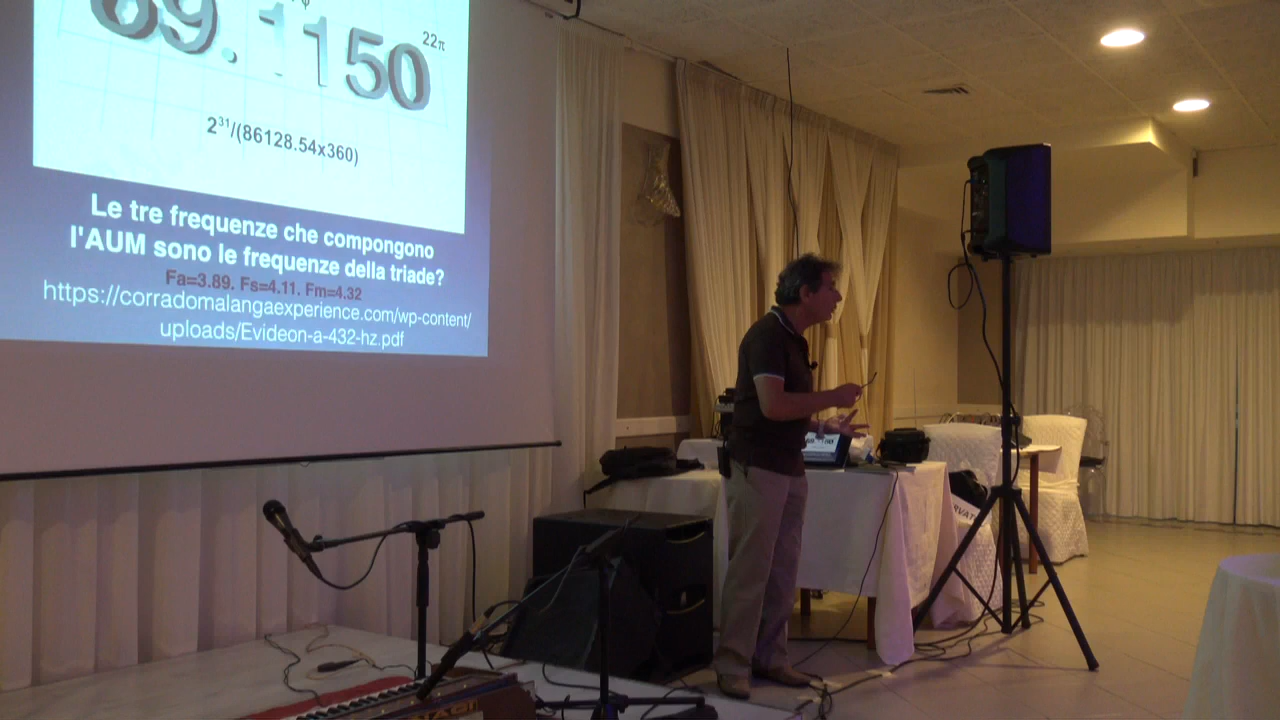 69.1150
22π
2³¹/(86128.54x360)
Le tre frequenze che compongono
l'AUM sono le frequenze della triade?
Fa=3.89. Fs=4.11. Fm=4.32
https://corradomalangaexperience.com/wp-content/
uploads/Evideon-a-432-hz.pdf